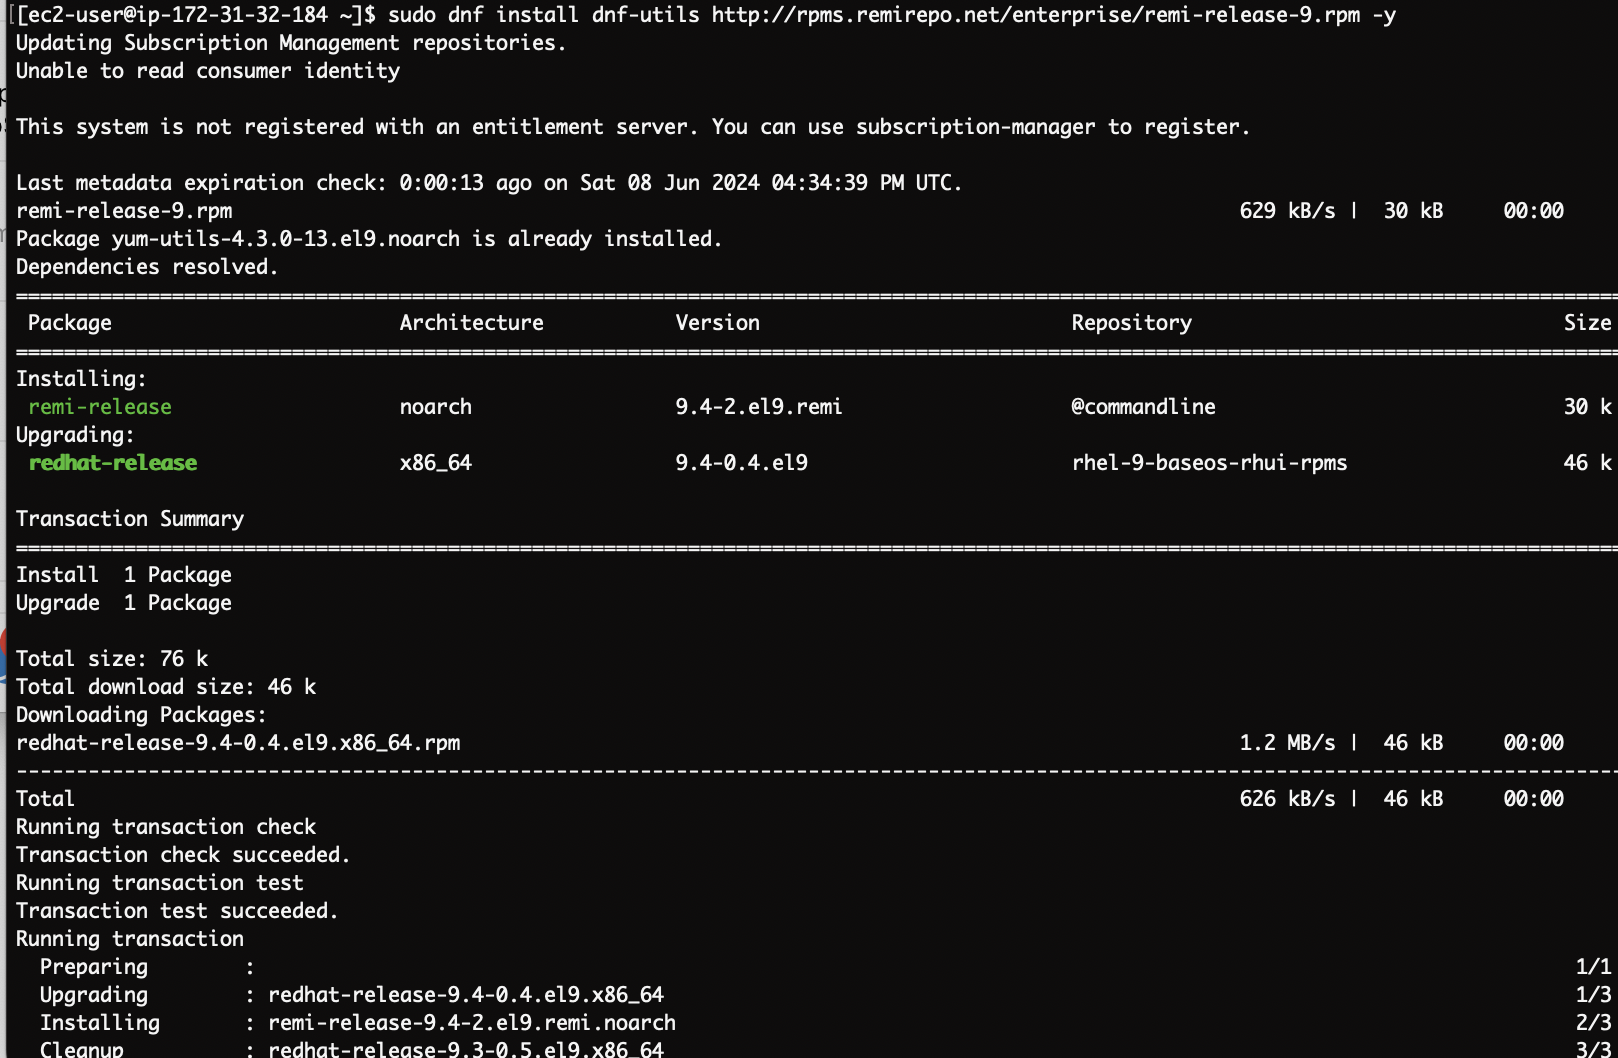 [[ec2-user@ip-172-31-32-184 ~]$ sudo dnf install dnf-utils http://rpms.remirepo.net/enterprise/remi-release-9.rpm -y
Updating Subscription Management repositories.
Unable to read consumer identity
This system is not registered with an entitlement server. You can use subscription-manager to register.
Last metadata expiration check: 0:00:13 ago on Sat 08 Jun 2024 04:34:39 PM UTC.
remi-release-9.rpm 629 kB/s | 30 kB 00:00
Package yum-utils-4.3.0-13.el9.noarch is already installed.
Dependencies resolved.
Package Architecture Version Repository Size
Installing:
remi-release noarch 9.4-2.el9.remi @commandline 30 k
Upgrading:
redhat-release x86_64 9.4-0.4.el9 rhel-9-baseos-rhui-rpms 46 k
Transaction Summary
Install 1 Package
Upgrade 1 Package
Total size: 76 k
Total download size: 46 k
Downloading Packages:
redhat-release-9.4-0.4.el9.x86_64.rpm 1.2 MB/s | 46 kB 00:00
Total 626 kB/s | 46 kB 00:00
Running transaction check
Transaction check succeeded.
Running transaction test
Transaction test succeeded.
Running transaction
Preparing : 1/1
Upgrading : redhat-release-9.4-0.4.el9.x86_64 1/3
Installing : remi-release-9.4-2.el9.remi.noarch 2/3
Cleanup : redhat-release-9.3-0.5.el9.x86_64 3/3